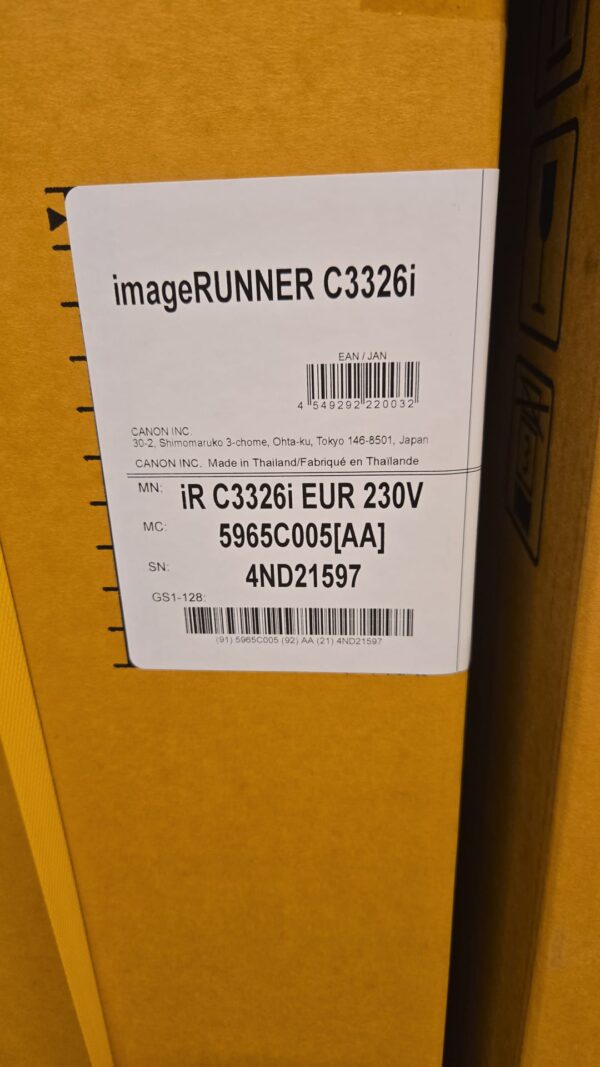 imageRUNNER C3326i
EAN / JAN
4 549292 220032
CANON INC.
30-2, Shimomaruko 3-chome, Ohta-ku, Tokyo 146-8501, Japan
CANON INC. Made in Thailand/Fabriqué en Thaïlande
MN: iR C3326i EUR 230V
MC: 5965C005[AA]
SN: 4ND21597
GS1-128:
(91) 5965C005 (92) AA (21) 4ND21597